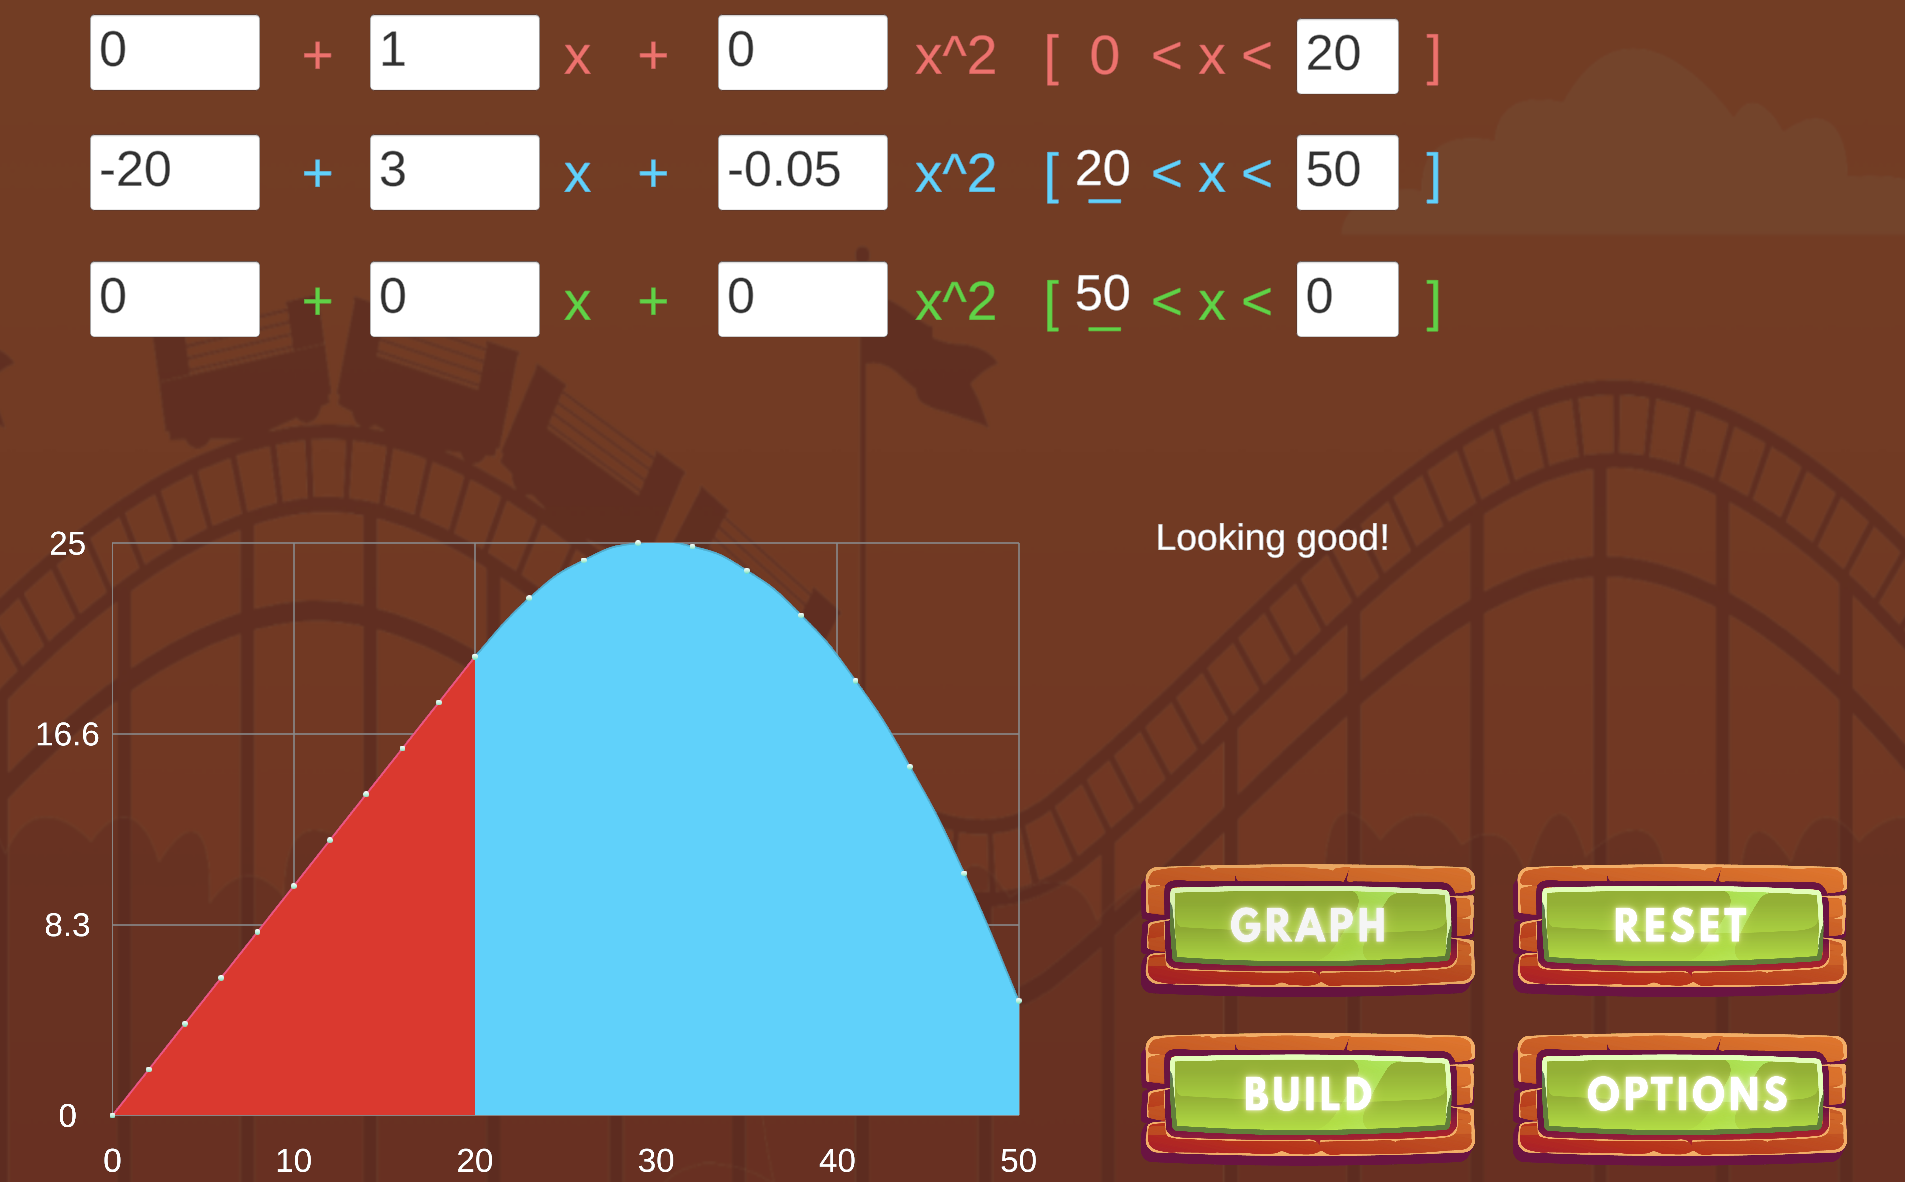 0 + 1 x + 0 x^2 [ 0 < x < 20 ]
-20 + 3 x + -0.05 x^2 [ 20 < x < 50 ]
0 + 0 x + 0 x^2 [ 50 < x < 0 ]
Looking good!
25
16.6
8.3
0
0 10 20 30 40 50
GRAPH RESET
BUILD OPTIONS